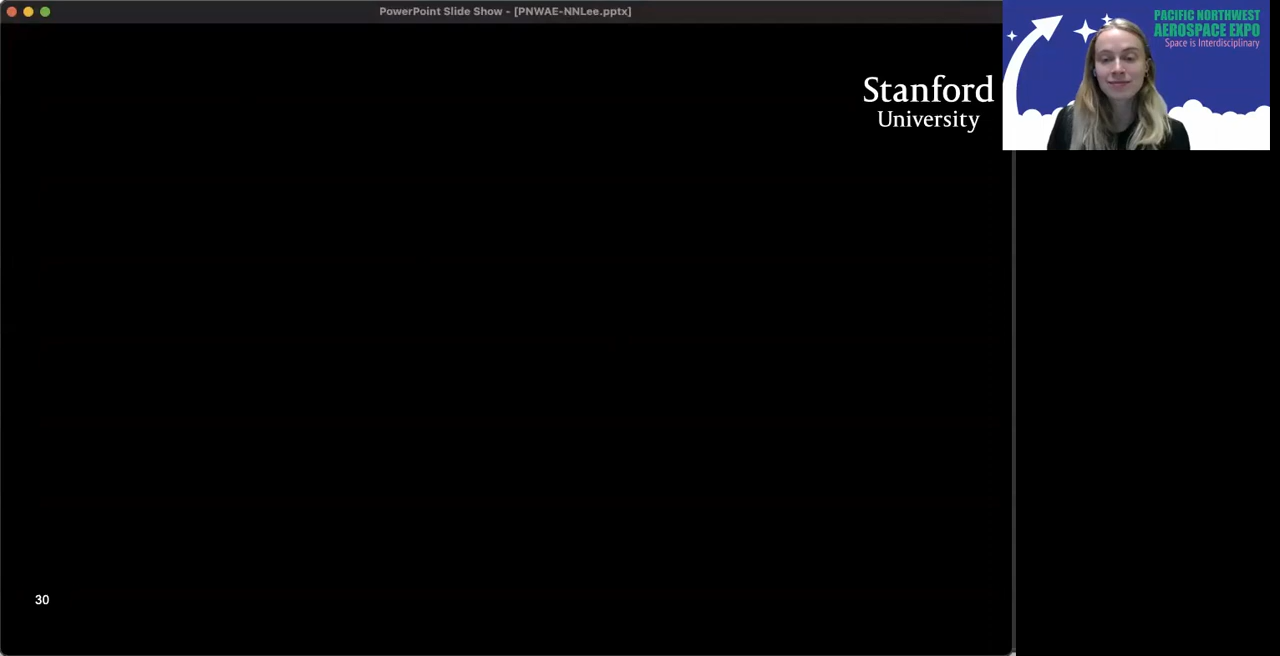 PowerPoint Slide Show - [PNWAE-NNLee.pptx]
PACIFIC NORTHWEST
AEROSPACE EXPO
Space is Interdisciplinary
Stanford
University
30